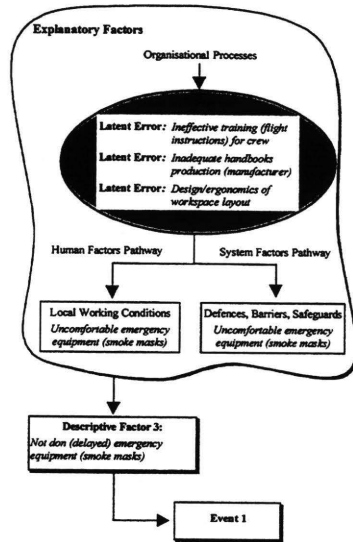 Explanatory Factors
Organisational Processes
Latent Error: Ineffective training (flight
instructions) for crew
Latent Error: Inadequate handbooks
production (manufacturer)
Latent Error: Design/ergonomics of
workspace layout
Human Factors Pathway
System Factors Pathway
Local Working Conditions
Uncomfortable emergency
equipment (smoke masks)
Defences, Barriers, Safeguards
Uncomfortable emergency
equipment (smoke masks)
Descriptive Factor 3:
Not don (delayed) emergency
equipment (smoke masks)
Event 1